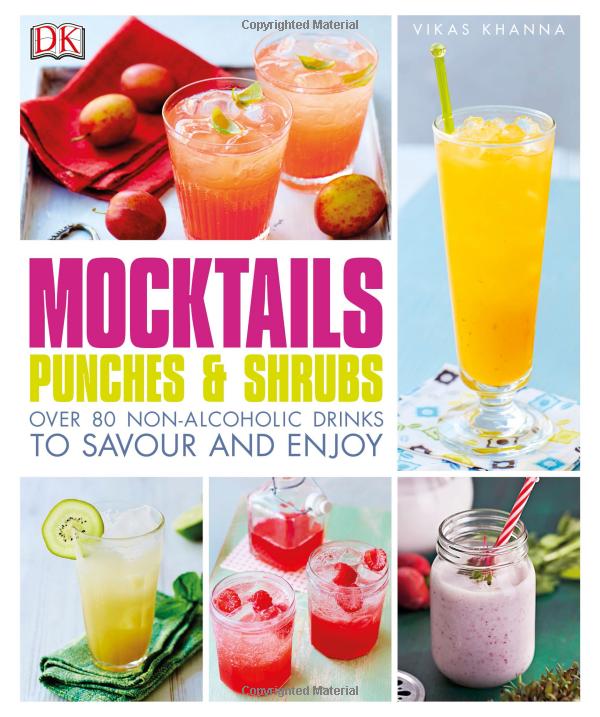 Copyrighted Material
DK
VIKAS KHANNA
MOCKTAILS
PUNCHES & SHRUBS
OVER 80 NON-ALCOHOLIC DRINKS
TO SAVOUR AND ENJOY
Copyrighted Material